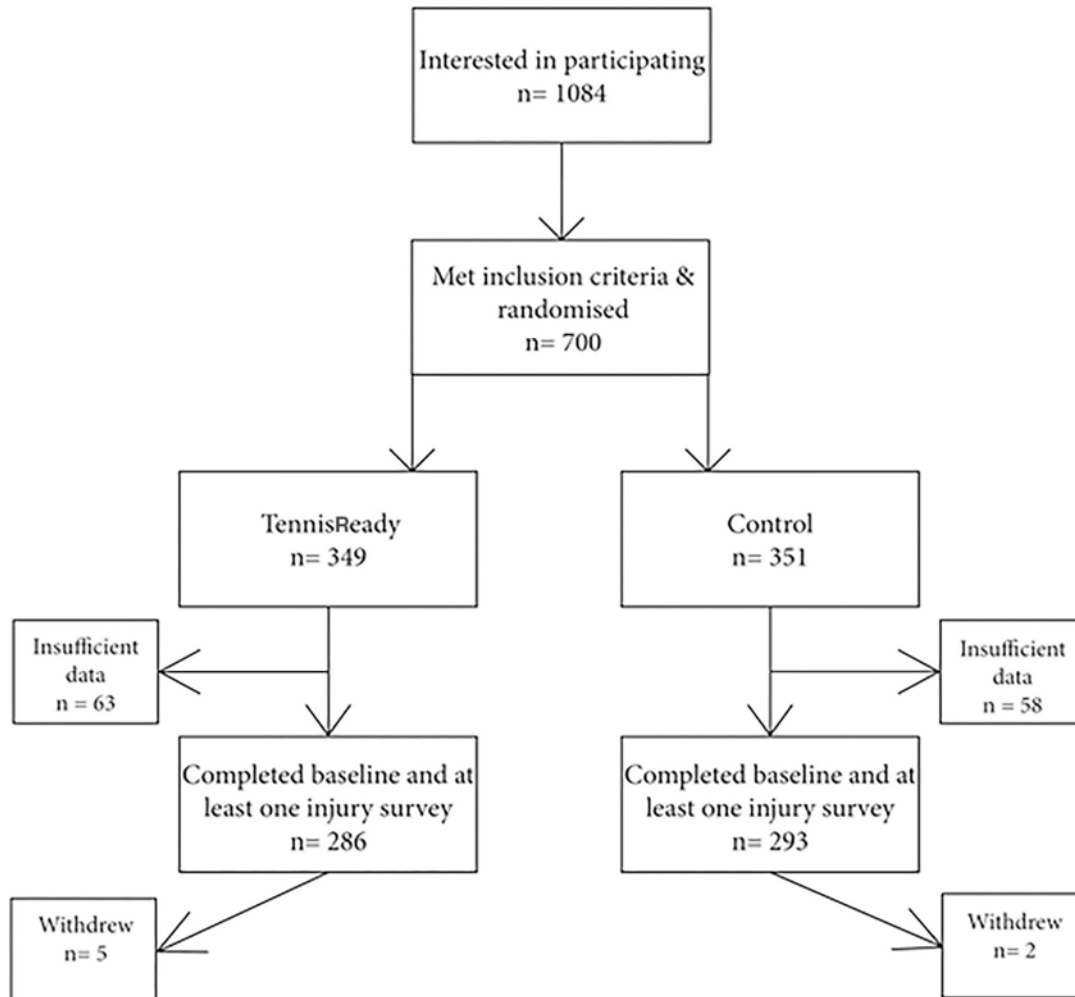 Interested in participating
n= 1084
Met inclusion criteria &
randomised
n= 700
TennisReady
n= 349
Control
n= 351
Insufficient
data
n = 63
Insufficient
data
n = 58
Completed baseline and at
least one injury survey
n= 286
Completed baseline and at
least one injury survey
n= 293
Withdrew
n= 5
Withdrew
n= 2